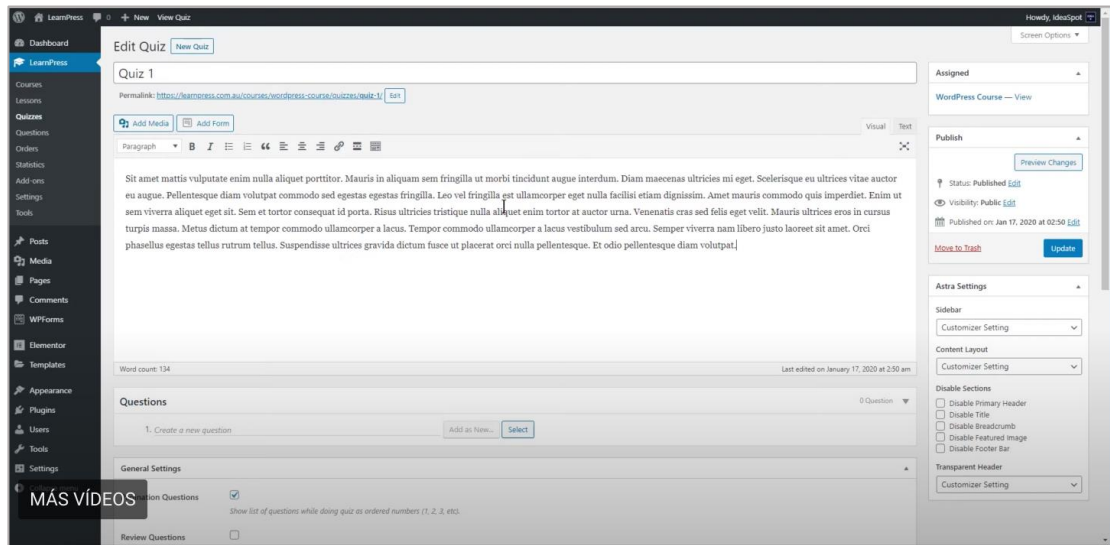 LearnPress 0 + New View Quiz Howdy, IdeaSpot
Screen Options ▼
Dashboard
LearnPress
Courses
Lessons
Quizzes
Questions
Orders
Statistics
Add-ons
Settings
Tools
Posts
Media
Pages
Comments
WPForms
Elementor
Templates
Appearance
Plugins
Users
Tools
Settings
MÁS VÍDEOS
Edit Quiz New Quiz
Quiz 1
Permalink: https://learnpress.com.au/courses/wordpress-course/quizzes/quiz-1/ Edit
Add Media Add Form
Visual Text
Paragraph
Sit amet mattis vulputate enim nulla aliquet porttitor. Mauris in aliquam sem fringilla ut morbi tincidunt augue interdum. Diam maecenas ultricies mi eget. Scelerisque eu ultrices vitae auctor
eu augue. Pellentesque diam volutpat commodo sed egestas egestas fringilla. Leo vel fringilla est ullamcorper eget nulla facilisi etiam dignissim. Amet mauris commodo quis imperdiet. Enim ut
sem viverra aliquet eget sit. Sem et tortor consequat id porta. Risus ultricies tristique nulla aliquet enim tortor at auctor urna. Venenatis cras sed felis eget velit. Mauris ultrices eros in cursus
turpis massa. Metus dictum at tempor commodo ullamcorper a lacus. Tempor commodo ullamcorper a lacus vestibulum sed arcu. Semper viverra nam libero justo laoreet sit amet. Orci
phasellus egestas tellus rutrum tellus. Suspendisse ultrices gravida dictum fusce ut placerat orci nulla pellentesque. Et odio pellentesque diam volutpat.
Word count: 134 Last edited on January 17, 2020 at 2:50 am
Questions 0 Question
1. Create a new question Add as New... Select
General Settings
Questions
Show list of questions while doing quiz as ordered numbers (1, 2, 3, etc).
Review Questions
Assigned
WordPress Course — View
Publish
Preview Changes
Status: Published Edit
Visibility: Public Edit
Published on: Jan 17, 2020 at 02:50 Edit
Move to Trash Update
Astra Settings
Sidebar
Customizer Setting
Content Layout
Customizer Setting
Disable Sections
Disable Primary Header
Disable Title
Disable Breadcrumb
Disable Featured Image
Disable Footer Bar
Transparent Header
Customizer Setting